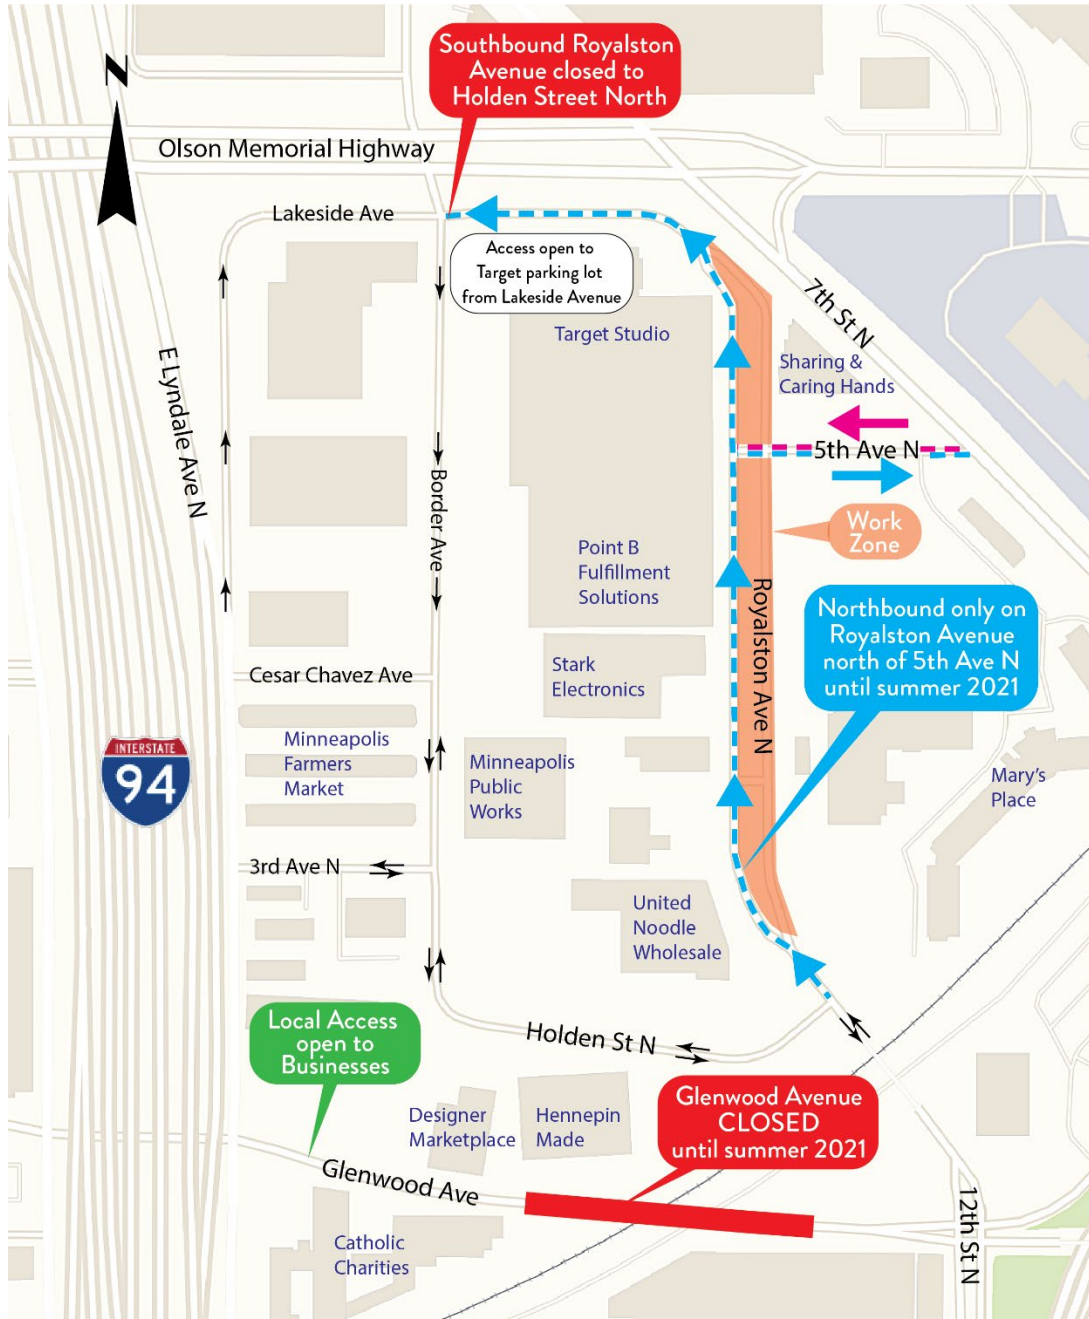 Southbound Royalston
Avenue closed to
Holden Street North
N
Olson Memorial Highway
Lakeside Ave
Access open to
Target parking lot
from Lakeside Avenue
7th St N
Target Studio
Sharing &
Caring Hands
E Lyndale Ave N
5th Ave N
Border Ave
Work
Zone
Point B
Fulfillment
Solutions
Royalston Ave N
Northbound only on
Royalston Avenue
north of 5th Ave N
until summer 2021
Stark
Electronics
Cesar Chavez Ave
INTERSTATE
94
Minneapolis
Farmers
Market
Minneapolis
Public
Works
Mary's
Place
3rd Ave N
United
Noodle
Wholesale
Local Access
open to
Businesses
Holden St N
Designer
Marketplace
Hennepin
Made
Glenwood Avenue
CLOSED
until summer 2021
Glenwood Ave
12th St N
Catholic
Charities